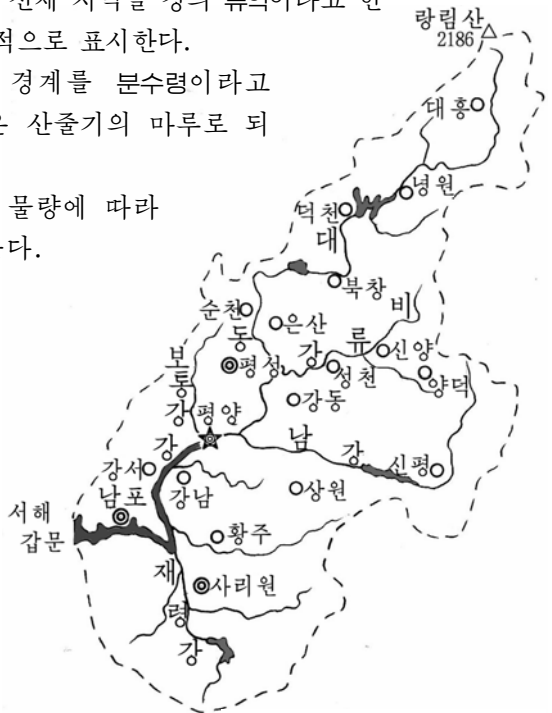 전체 지역을 강의 류역이라고 한
적으로 표시한다.
경계를 분수령이라고
은 산줄기의 마루로 되
물량에 따라
다.
랑림산
2186
대흥
녕원
덕천
대동강
북창
비류강
순천
은산
신양
평성
성천
양덕
보통강
강동
평양
남강
신평
강서
강남
상원
남포
서해
갑문
황주
재령강
사리원